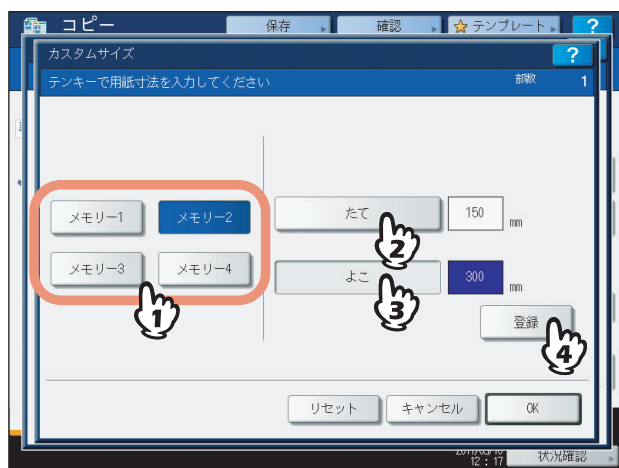 コピー 保存 確認 テンプレート ?
カスタムサイズ ?
テンキーで用紙寸法を入力してください 部数 1
メモリー1 メモリー2 たて 150 mm
2
メモリー3 メモリー4 よこ 300 mm
1 3
登録
4
リセット キャンセル OK
12:17 状況確認